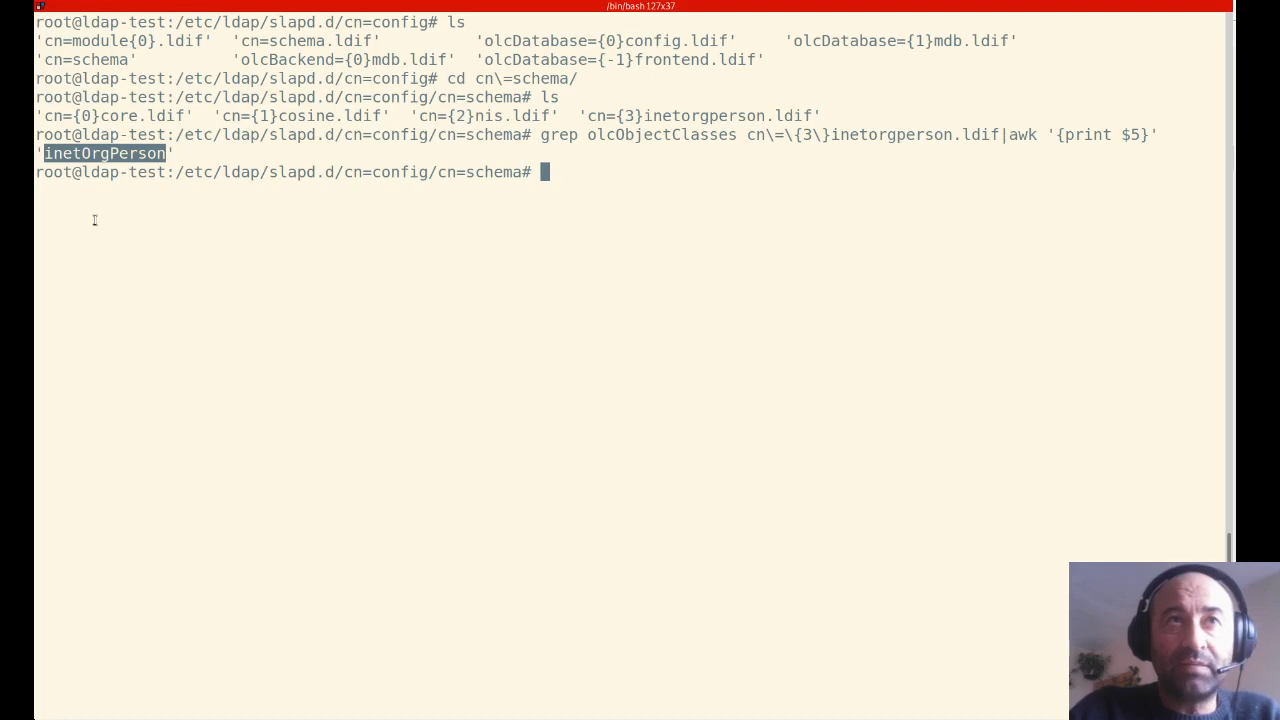 /bin/bash 127x37
root@ldap-test:/etc/ldap/slapd.d/cn=config# ls
'cn=module{0}.ldif'  'cn=schema.ldif'          'olcDatabase={0}config.ldif'     'olcDatabase={1}mdb.ldif'
'cn=schema'          'olcBackend={0}mdb.ldif'  'olcDatabase={-1}frontend.ldif'
root@ldap-test:/etc/ldap/slapd.d/cn=config# cd cn\=schema/
root@ldap-test:/etc/ldap/slapd.d/cn=config/cn=schema# ls
'cn={0}core.ldif'  'cn={1}cosine.ldif'  'cn={2}nis.ldif'  'cn={3}inetorgperson.ldif'
root@ldap-test:/etc/ldap/slapd.d/cn=config/cn=schema# grep olcObjectClasses cn\=\{3\}inetorgperson.ldif|awk '{print $5}'
'inetOrgPerson'
root@ldap-test:/etc/ldap/slapd.d/cn=config/cn=schema#